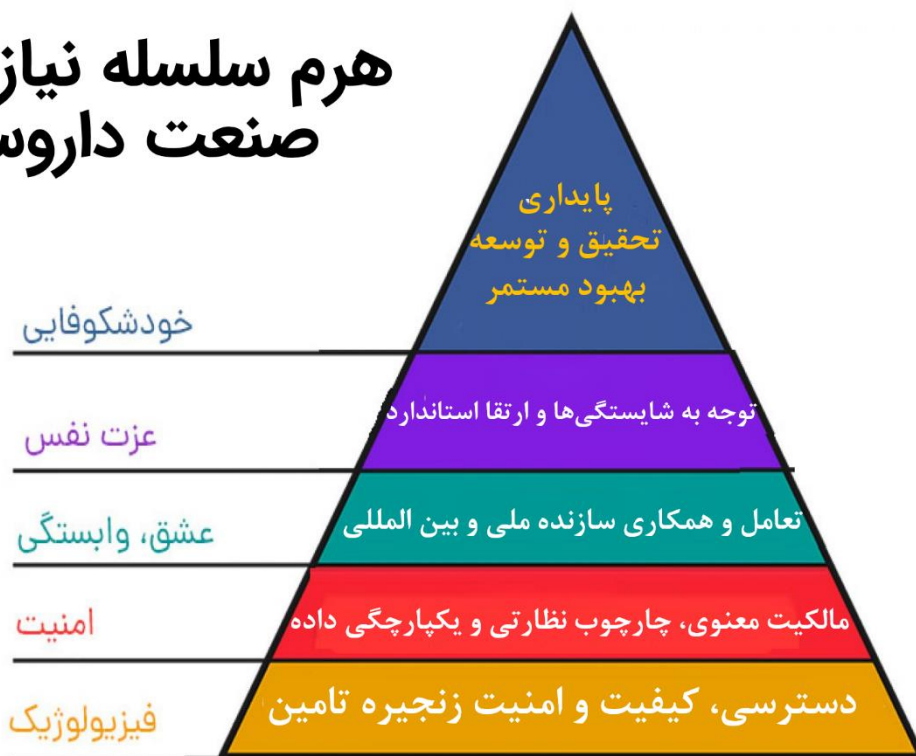 هرم سلسله
صنعت
پایداری
تحقیق و توسعه
بهبود مستمر
خودشکوفایی
توجه به شایستگی‌ها و ارتقا استاندارد
عزت نفس
تعامل و همکاری سازنده ملی و بین المللی
عشق، وابستگی
مالکیت معنوی، چارچوب نظارتی و یکپارچگی داده
امنیت
دسترسی، کیفیت و امنیت زنجیره تامین
فیزیولوژیک